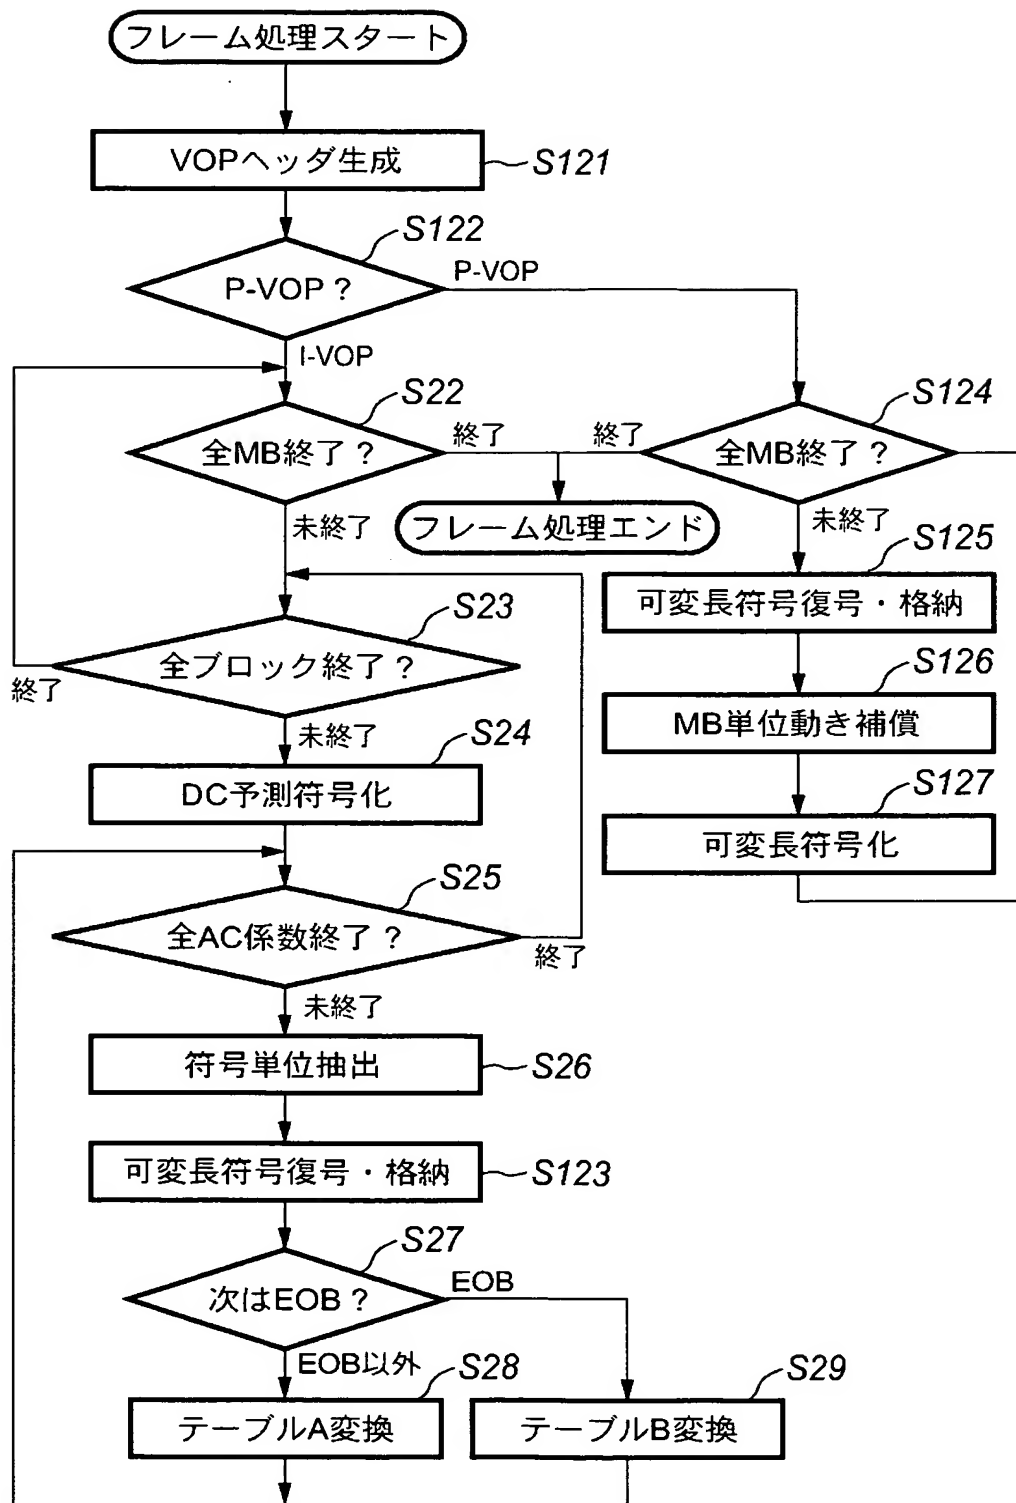 フレーム処理スタート
VOPヘッダ生成
S121
S122
P-VOP？
P-VOP
I-VOP
S22
全MB終了？
終了
終了
S124
全MB終了？
未終了
フレーム処理エンド
未終了
S125
可変長符号復号・格納
S23
全ブロック終了？
終了
S126
MB単位動き補償
未終了
S24
DC予測符号化
S127
可変長符号化
S25
全AC係数終了？
終了
未終了
符号単位抽出
S26
可変長符号復号・格納
S123
S27
次はEOB？
EOB
EOB以外
S28
テーブルA変換
S29
テーブルB変換